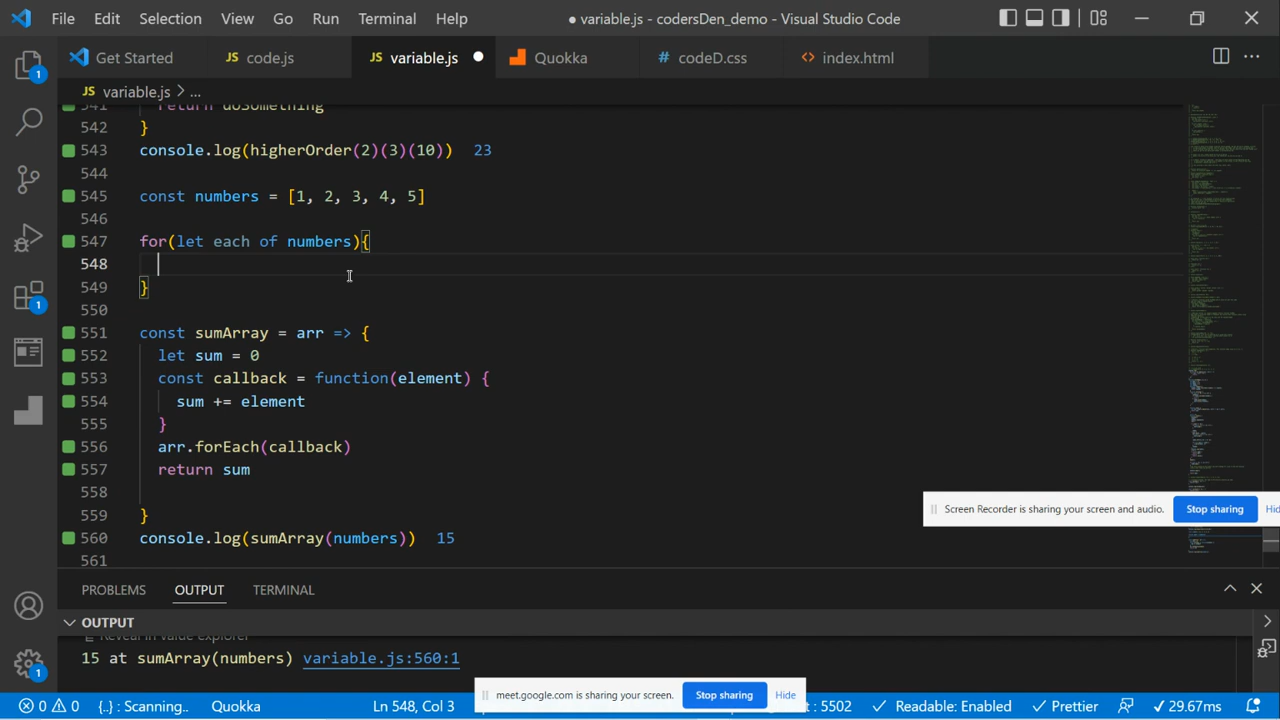 File Edit Selection View Go Run Terminal Help
● variable.js - codersDen_demo - Visual Studio Code
Get Started
JS code.js
JS variable.js
Quokka
# codeD.css
<> index.html
variable.js > ...
541 return doSomething
542 }
543 console.log(higherOrder(2)(3)(10)) 23
544
545 const numbers = [1, 2, 3, 4, 5]
546
547 for(let each of numbers){
548
549 }
550
551 const sumArray = arr => {
552 let sum = 0
553 const callback = function(element) {
554 sum += element
555 }
556 arr.forEach(callback)
557 return sum
558
559 }
560 console.log(sumArray(numbers)) 15
561
1
1
1
Screen Recorder is sharing your screen and audio. Stop sharing Hid
PROBLEMS OUTPUT TERMINAL
OUTPUT
Reveal in value explorer
15 at sumArray(numbers) variable.js:560:1
meet.google.com is sharing your screen. Stop sharing Hide
0 0 {..} : Scanning.. Quokka Ln 548, Col 3 : 5502 Readable: Enabled Prettier 29.67ms